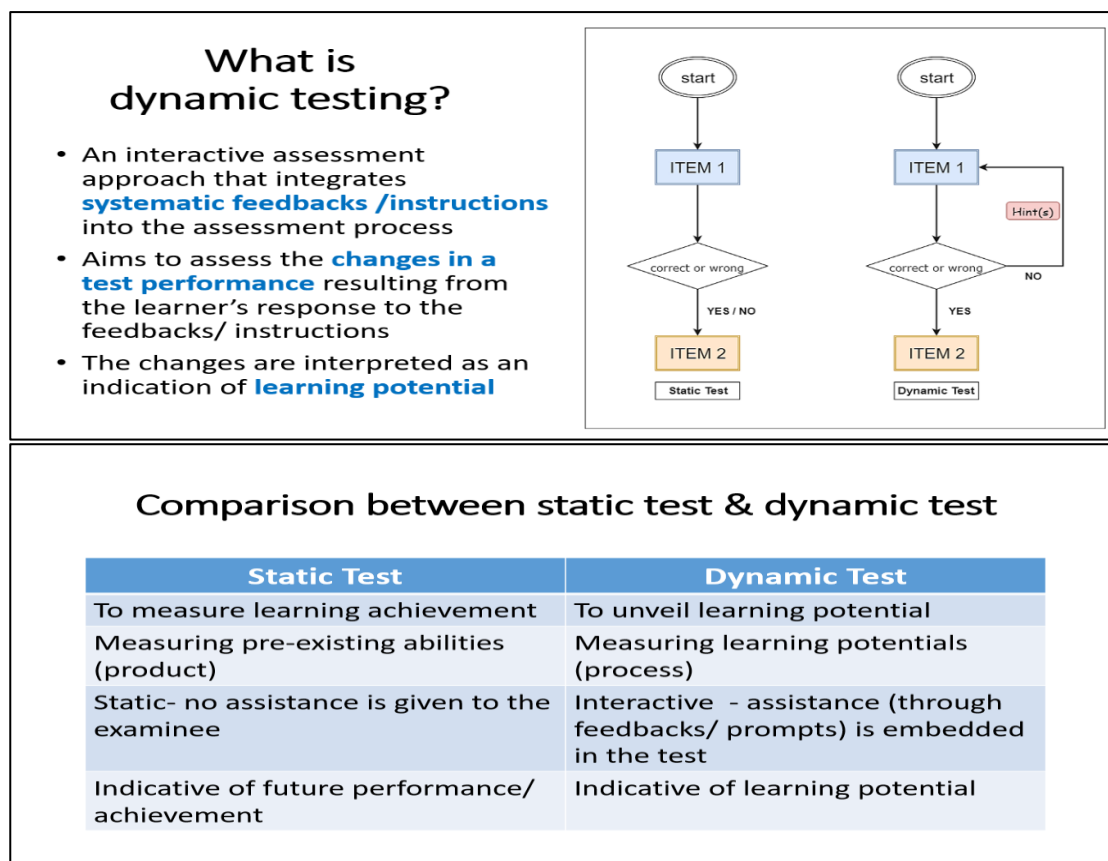 What is
dynamic testing?
• An interactive assessment
approach that integrates
systematic feedbacks /instructions
into the assessment process
• Aims to assess the changes in a
test performance resulting from
the learner's response to the
feedbacks/ instructions
• The changes are interpreted as an
indication of learning potential
start
ITEM 1
correct or wrong
YES / NO
ITEM 2
Static Test
start
ITEM 1
Hint(s)
correct or wrong
NO
YES
ITEM 2
Dynamic Test
Comparison between static test & dynamic test
Static Test
Dynamic Test
To measure learning achievement
To unveil learning potential
Measuring pre-existing abilities
(product)
Measuring learning potentials
(process)
Static- no assistance is given to the
examinee
Interactive - assistance (through
feedbacks/ prompts) is embedded
in the test
Indicative of future performance/
achievement
Indicative of learning potential